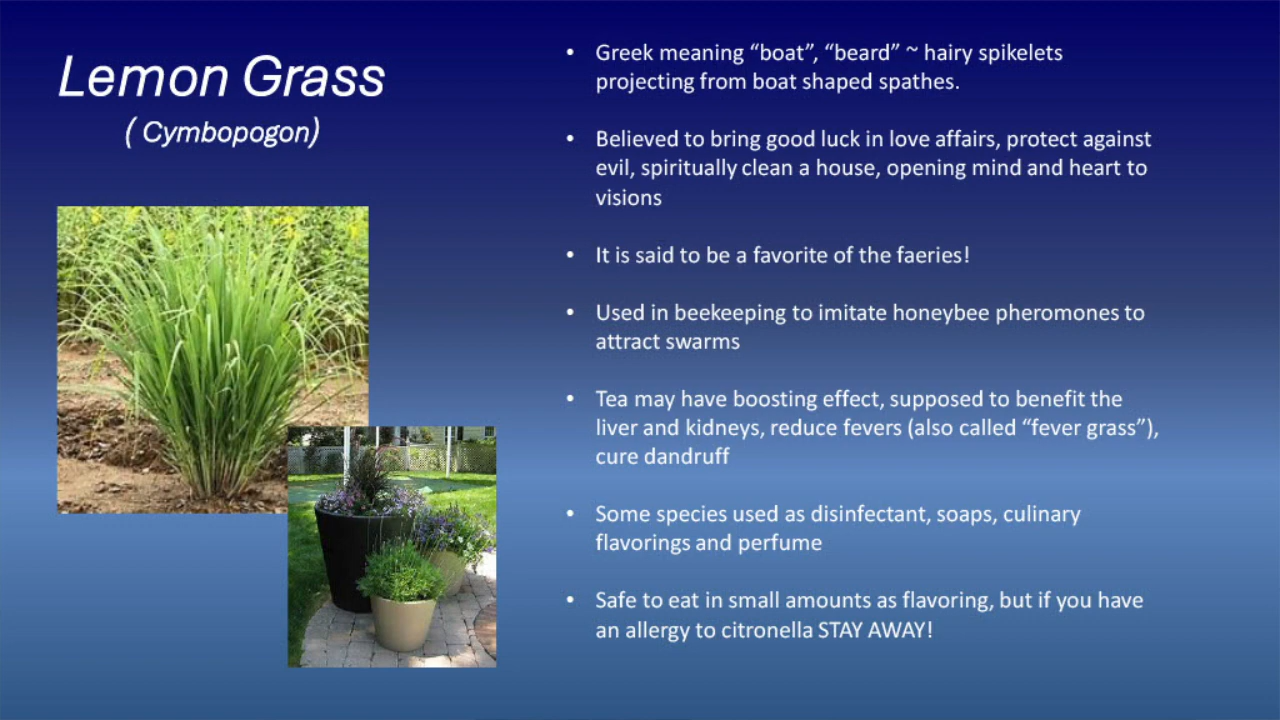 Lemon Grass
( Cymbopogon)
• Greek meaning “boat”, “beard” ~ hairy spikelets
projecting from boat shaped spathes.
• Believed to bring good luck in love affairs, protect against
evil, spiritually clean a house, opening mind and heart to
visions
• It is said to be a favorite of the faeries!
• Used in beekeeping to imitate honeybee pheromones to
attract swarms
• Tea may have boosting effect, supposed to benefit the
liver and kidneys, reduce fevers (also called “fever grass”),
cure dandruff
• Some species used as disinfectant, soaps, culinary
flavorings and perfume
• Safe to eat in small amounts as flavoring, but if you have
an allergy to citronella STAY AWAY!